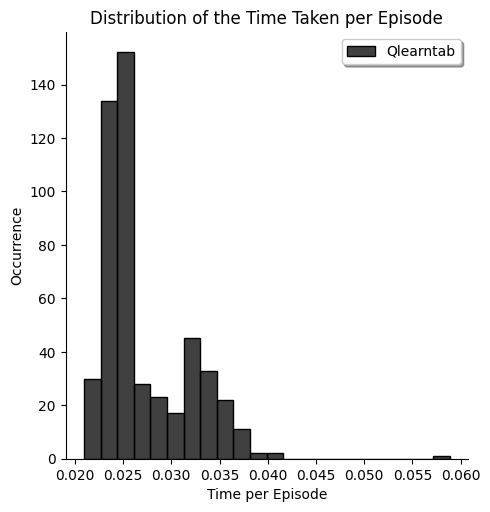 Distribution of the Time Taken per Episode
Qlearntab
140
120
100
80
60
40
20
0
Occurrence
0.020 0.025 0.030 0.035 0.040 0.045 0.050 0.055 0.060
Time per Episode